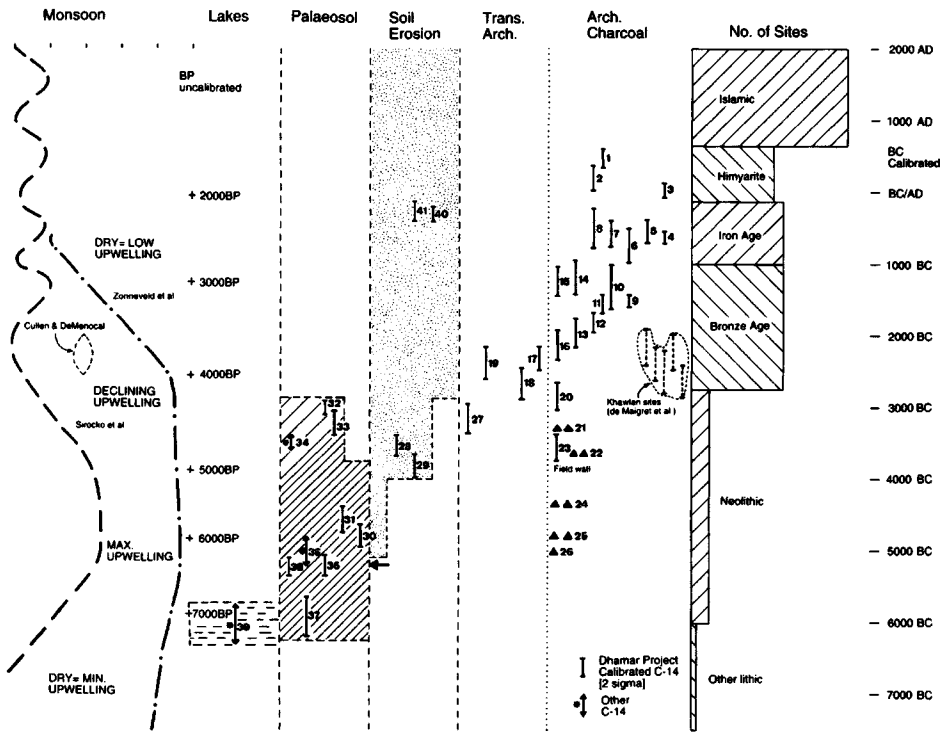 Monsoon
Lakes
Palaeosol
Soil
Erosion
Trans.
Arch.
Arch.
Charcoal
No. of Sites
2000 AD
BP
uncalibrated
Islamic
1000 AD
1
BC
Calibrated
2
3
Himyarite
+ 2000BP
BC/AD
41
40
8
7
6
5
4
Iron Age
DRY= LOW
UPWELLING
1000 BC
+ 3000BP
15
14
10
Zonneveld et al
11
9
12
Bronze Age
Cullen & DeMenocal
16
13
2000 BC
19
17
+ 4000BP
18
DECLINING
UPWELLING
20
Khawlan sites
(de Maigret et al )
32
27
3000 BC
Sirocko et al
33
21
34
28
23
22
29
Field wall
+ 5000BP
4000 BC
Neolithic
24
31
+ 6000BP
30
25
MAX.
UPWELLING
35
26
5000 BC
38
36
+7000BP
37
39
6000 BC
Dhamar Project
Calibrated C-14
[2 sigma]
DRY= MIN.
UPWELLING
Other lithic
Other
C-14
7000 BC